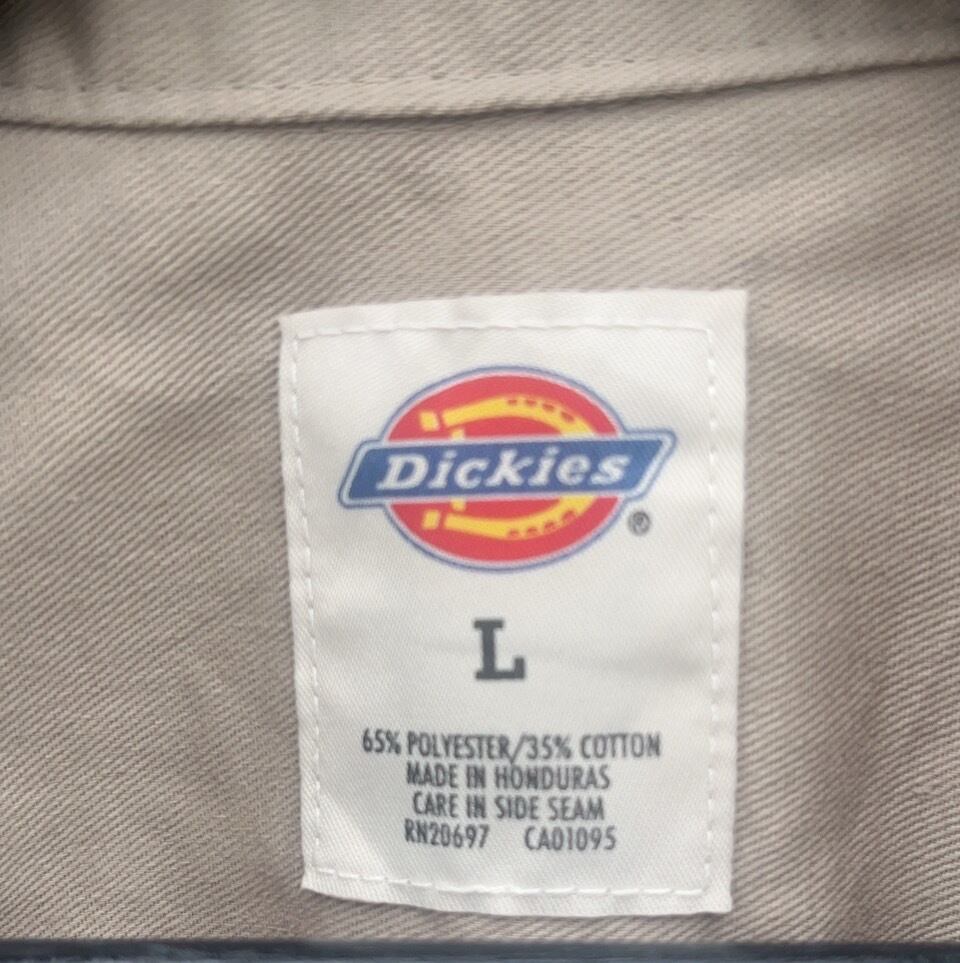 Dickies
®
L
65% POLYESTER/35% COTTON
MADE IN HONDURAS
CARE IN SIDE SEAM
RN20697 CA01095